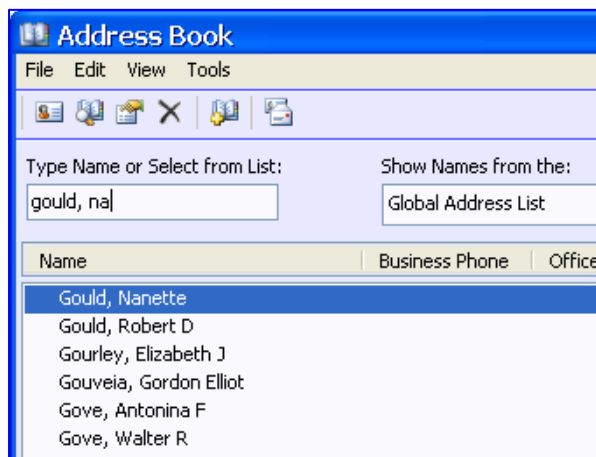 Address Book
File Edit View Tools
Type Name or Select from List: Show Names from the:
gould, na Global Address List
Name Business Phone Office
Gould, Nanette
Gould, Robert D
Gourley, Elizabeth J
Gouveia, Gordon Elliot
Gove, Antonina F
Gove, Walter R